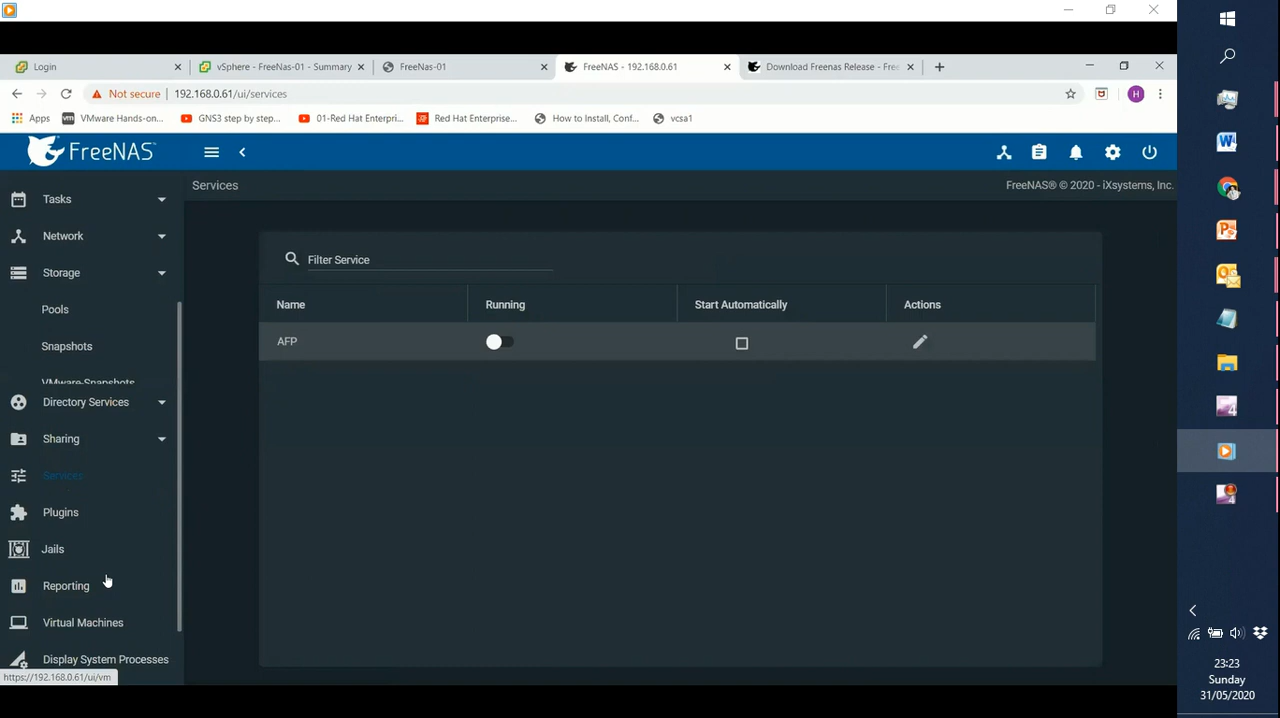 Login
vSphere - FreeNas-01 - Summary
FreeNAS-01
FreeNAS - 192.168.0.61
Download Freenas Release - Free
Not secure
192.168.0.61/ui/services
H
Apps
VMware Hands-on...
GNS3 step by step...
01-Red Hat Enterpri...
Red Hat Enterprise...
How to Install, Conf...
vcsa1
FreeNAS
Services
FreeNAS® © 2020 - iXsystems, Inc.
Tasks
Network
Storage
Pools
Snapshots
VMware-Snapshots
Directory Services
Sharing
Services
Plugins
Jails
Reporting
Virtual Machines
Display System Processes
https://192.168.0.61/ui/vm
Filter Service
Name
Running
Start Automatically
Actions
AFP
23:23
Sunday
31/05/2020